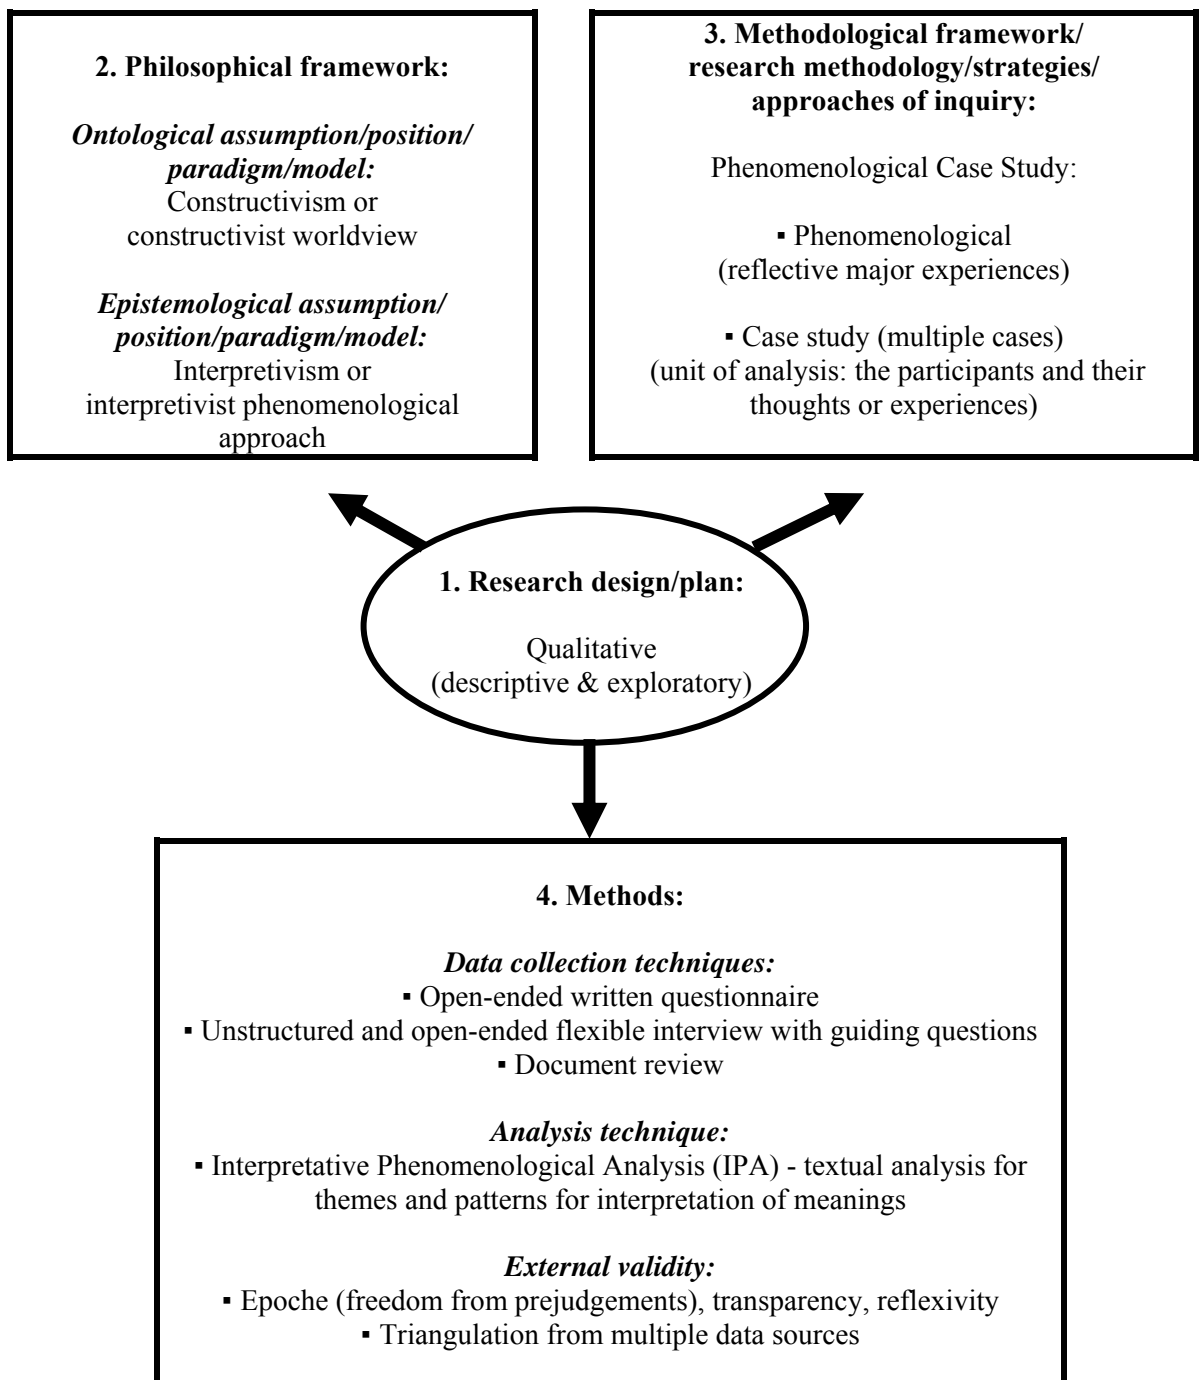 2. Philosophical framework:
Ontological assumption/position/
paradigm/model:
Constructivism or
constructivist worldview
Epistemological assumption/
position/paradigm/model:
Interpretivism or
interpretivist phenomenological
approach
3. Methodological framework/
research methodology/strategies/
approaches of inquiry:
Phenomenological Case Study:
▪ Phenomenological
(reflective major experiences)
▪ Case study (multiple cases)
(unit of analysis: the participants and their
thoughts or experiences)
1. Research design/plan:
Qualitative
(descriptive & exploratory)
4. Methods:
Data collection techniques:
▪ Open-ended written questionnaire
▪ Unstructured and open-ended flexible interview with guiding questions
▪ Document review
Analysis technique:
▪ Interpretative Phenomenological Analysis (IPA) - textual analysis for
themes and patterns for interpretation of meanings
External validity:
▪ Epoche (freedom from prejudgements), transparency, reflexivity
▪ Triangulation from multiple data sources